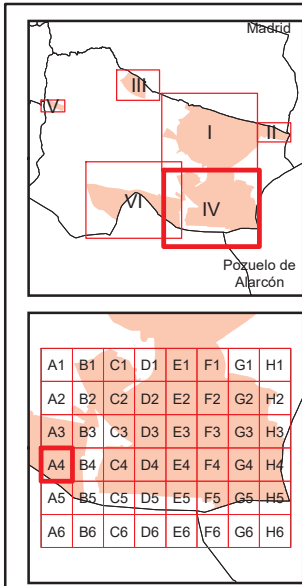 Madrid
III
V
I
II
VI
IV
Pozuelo de
Alarcón
A1 B1 C1 D1 E1 F1 G1 H1
A2 B2 C2 D2 E2 F2 G2 H2
A3 B3 C3 D3 E3 F3 G3 H3
A4 B4 C4 D4 E4 F4 G4 H4
A5 B5 C5 D5 E5 F5 G5 H5
A6 B6 C6 D6 E6 F6 G6 H6